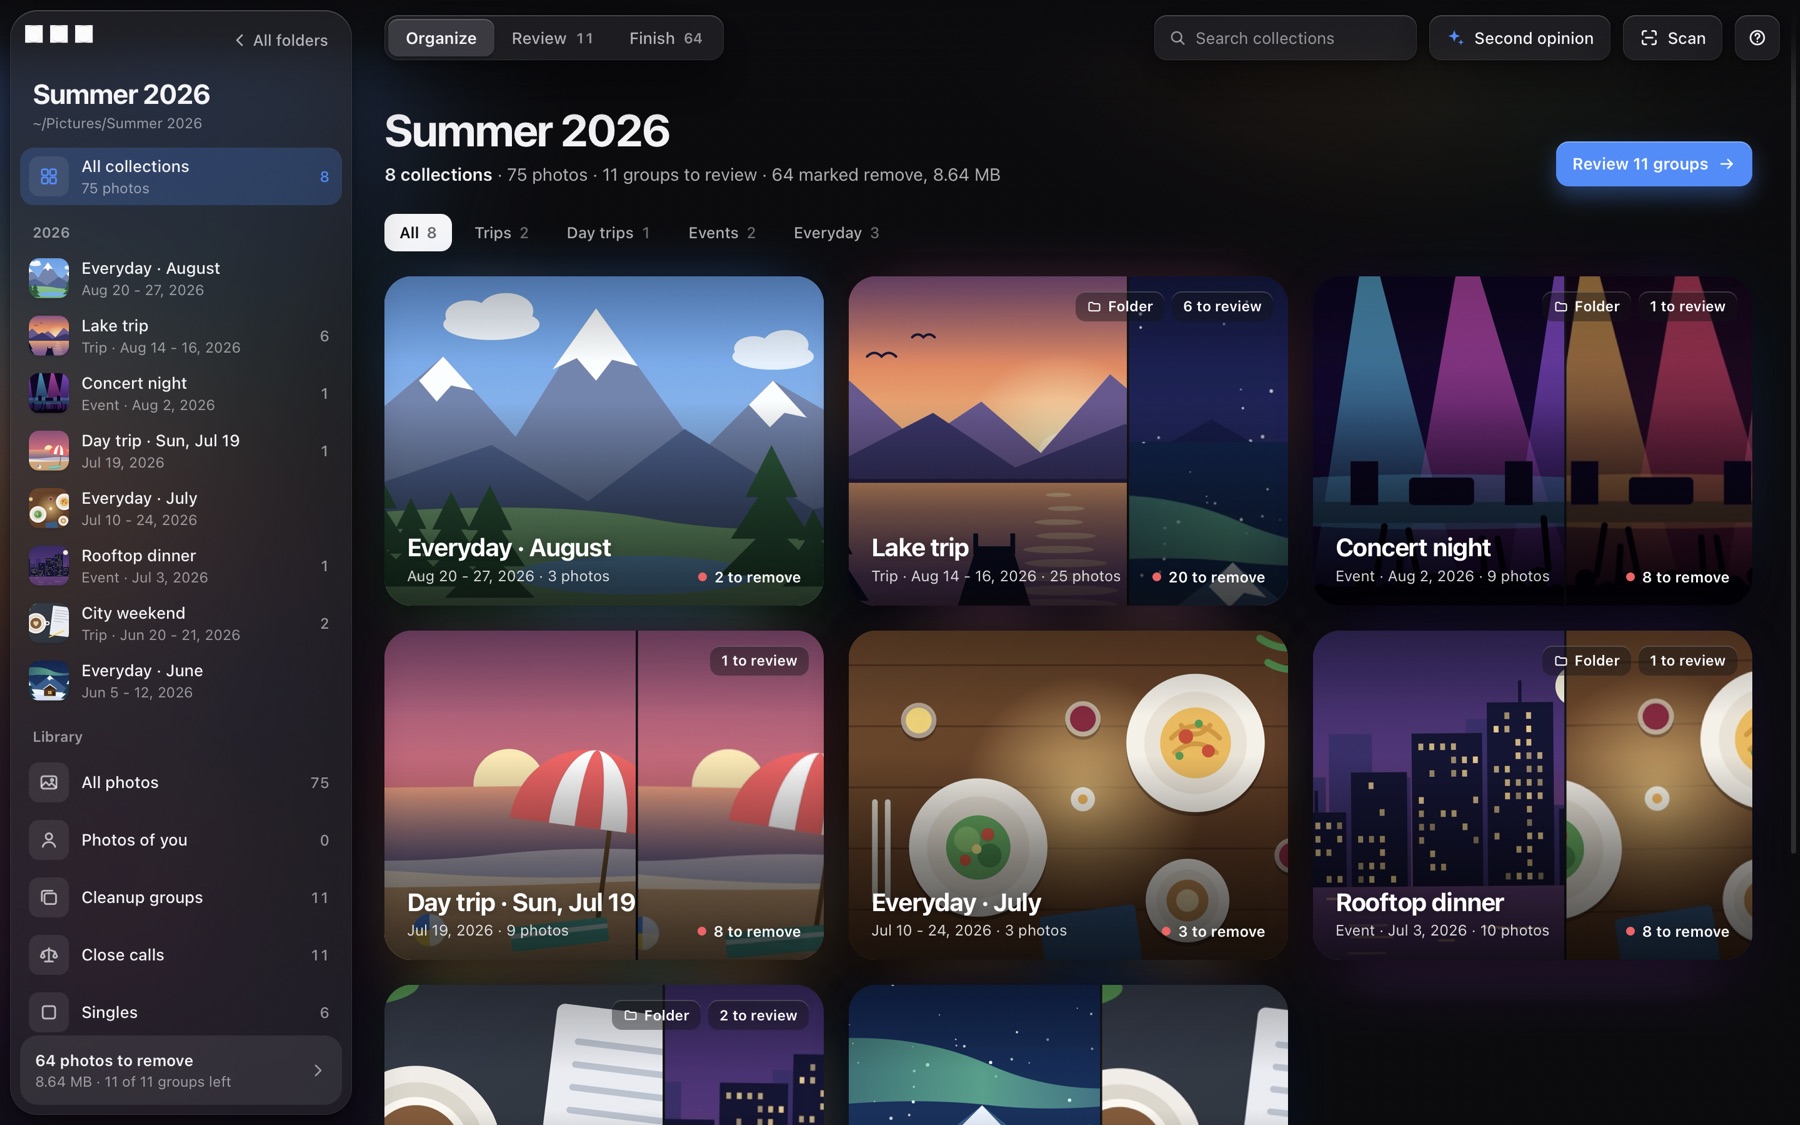 All folders
Summer 2026
~/Pictures/Summer 2026
All collections
75 photos
8
2026
Everyday · August
Aug 20 - 27, 2026
Lake trip
Trip · Aug 14 - 16, 2026
6
Concert night
Event · Aug 2, 2026
1
Day trip · Sun, Jul 19
Jul 19, 2026
1
Everyday · July
Jul 10 - 24, 2026
Rooftop dinner
Event · Jul 3, 2026
1
City weekend
Trip · Jun 20 - 21, 2026
2
Everyday · June
Jun 5 - 12, 2026
Library
All photos 75
Photos of you 0
Cleanup groups 11
Close calls 11
Singles 6
64 photos to remove
8.64 MB · 11 of 11 groups left
Organize Review 11 Finish 64
Search collections
Second opinion
Scan
Summer 2026
8 collections · 75 photos · 11 groups to review · 64 marked remove, 8.64 MB
Review 11 groups
All 8 Trips 2 Day trips 1 Events 2 Everyday 3
Everyday · August
Aug 20 - 27, 2026 · 3 photos
2 to remove
Folder
6 to review
Lake trip
Trip · Aug 14 - 16, 2026 · 25 photos
20 to remove
Folder
1 to review
Concert night
Event · Aug 2, 2026 · 9 photos
8 to remove
1 to review
Day trip · Sun, Jul 19
Jul 19, 2026 · 9 photos
8 to remove
Everyday · July
Jul 10 - 24, 2026 · 3 photos
3 to remove
Folder
1 to review
Rooftop dinner
Event · Jul 3, 2026 · 10 photos
8 to remove
Folder
2 to review